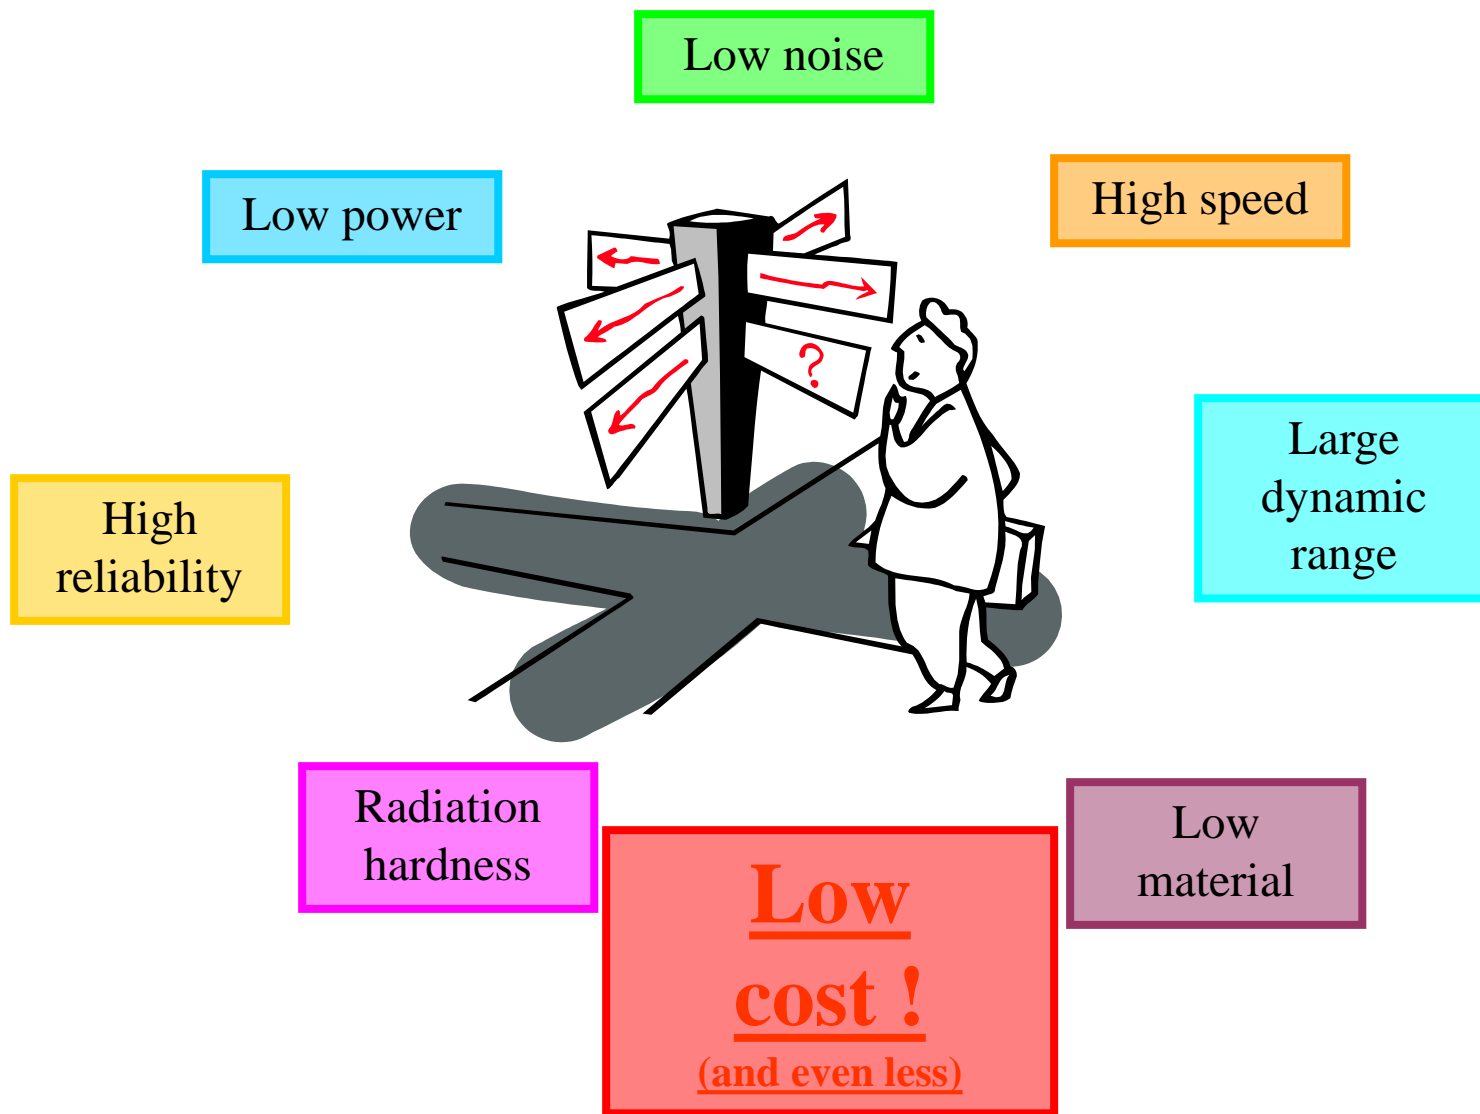 Low noise
Low power
High speed
?
Large
dynamic
range
High
reliability
Radiation
hardness
Low
material
Low
cost !
(and even less)